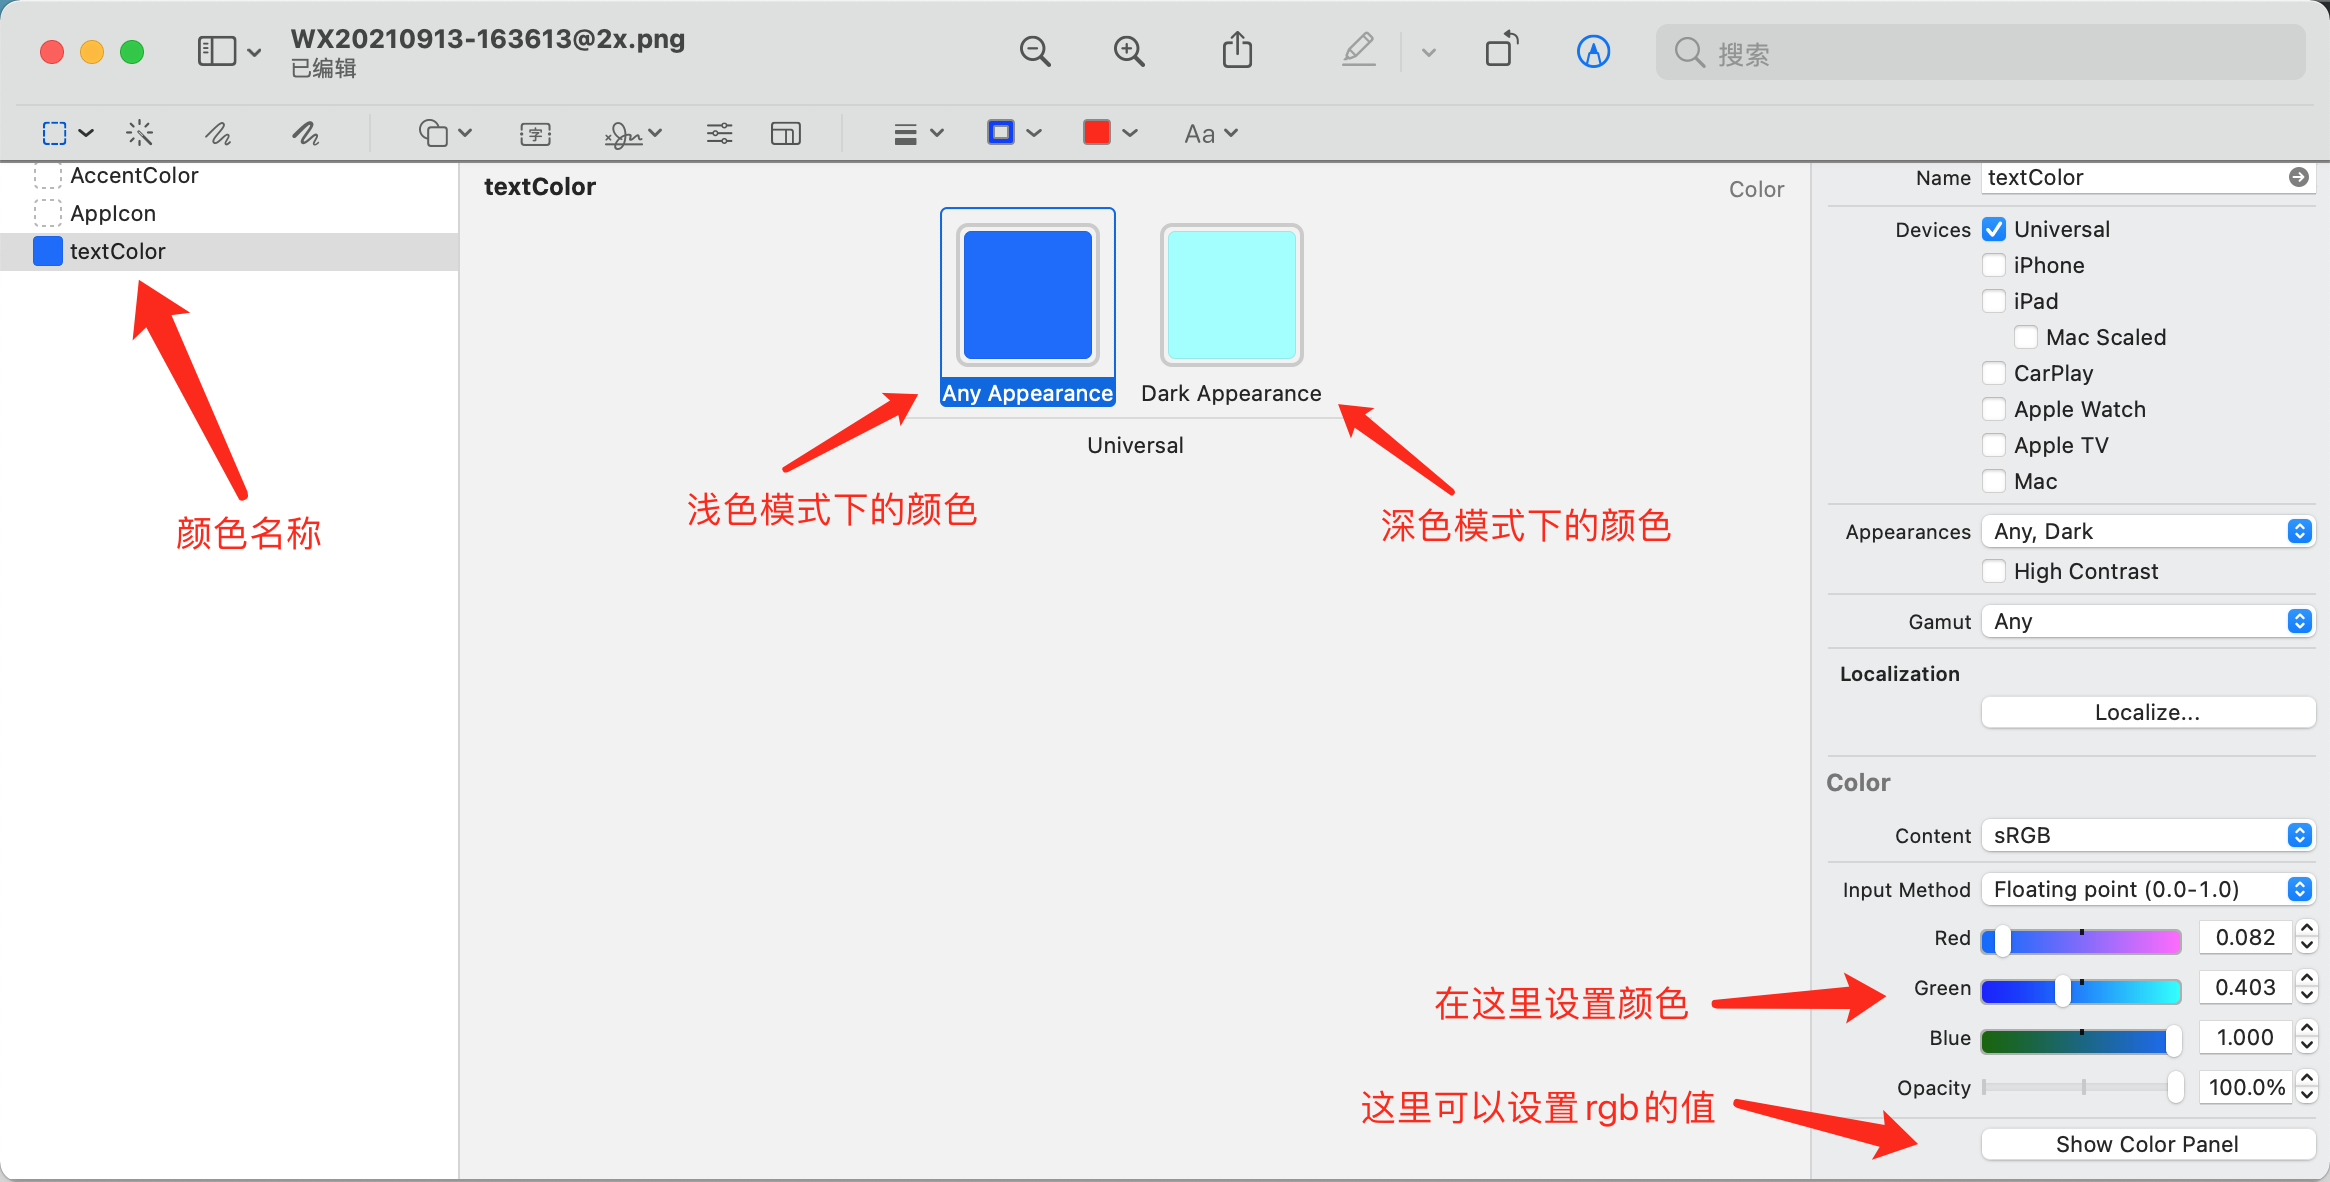 WX20210913-163613@2x.png
已编辑
搜索
字
Aa
AccentColor
AppIcon
textColor
颜色名称
textColor
Color
Any Appearance
Dark Appearance
Universal
浅色模式下的颜色
深色模式下的颜色
在这里设置颜色
这里可以设置rgb的值
Name textColor
Devices Universal
iPhone
iPad
Mac Scaled
CarPlay
Apple Watch
Apple TV
Mac
Appearances Any, Dark
High Contrast
Gamut Any
Localization
Localize...
Color
Content sRGB
Input Method Floating point (0.0-1.0)
Red 0.082
Green 0.403
Blue 1.000
Opacity 100.0%
Show Color Panel